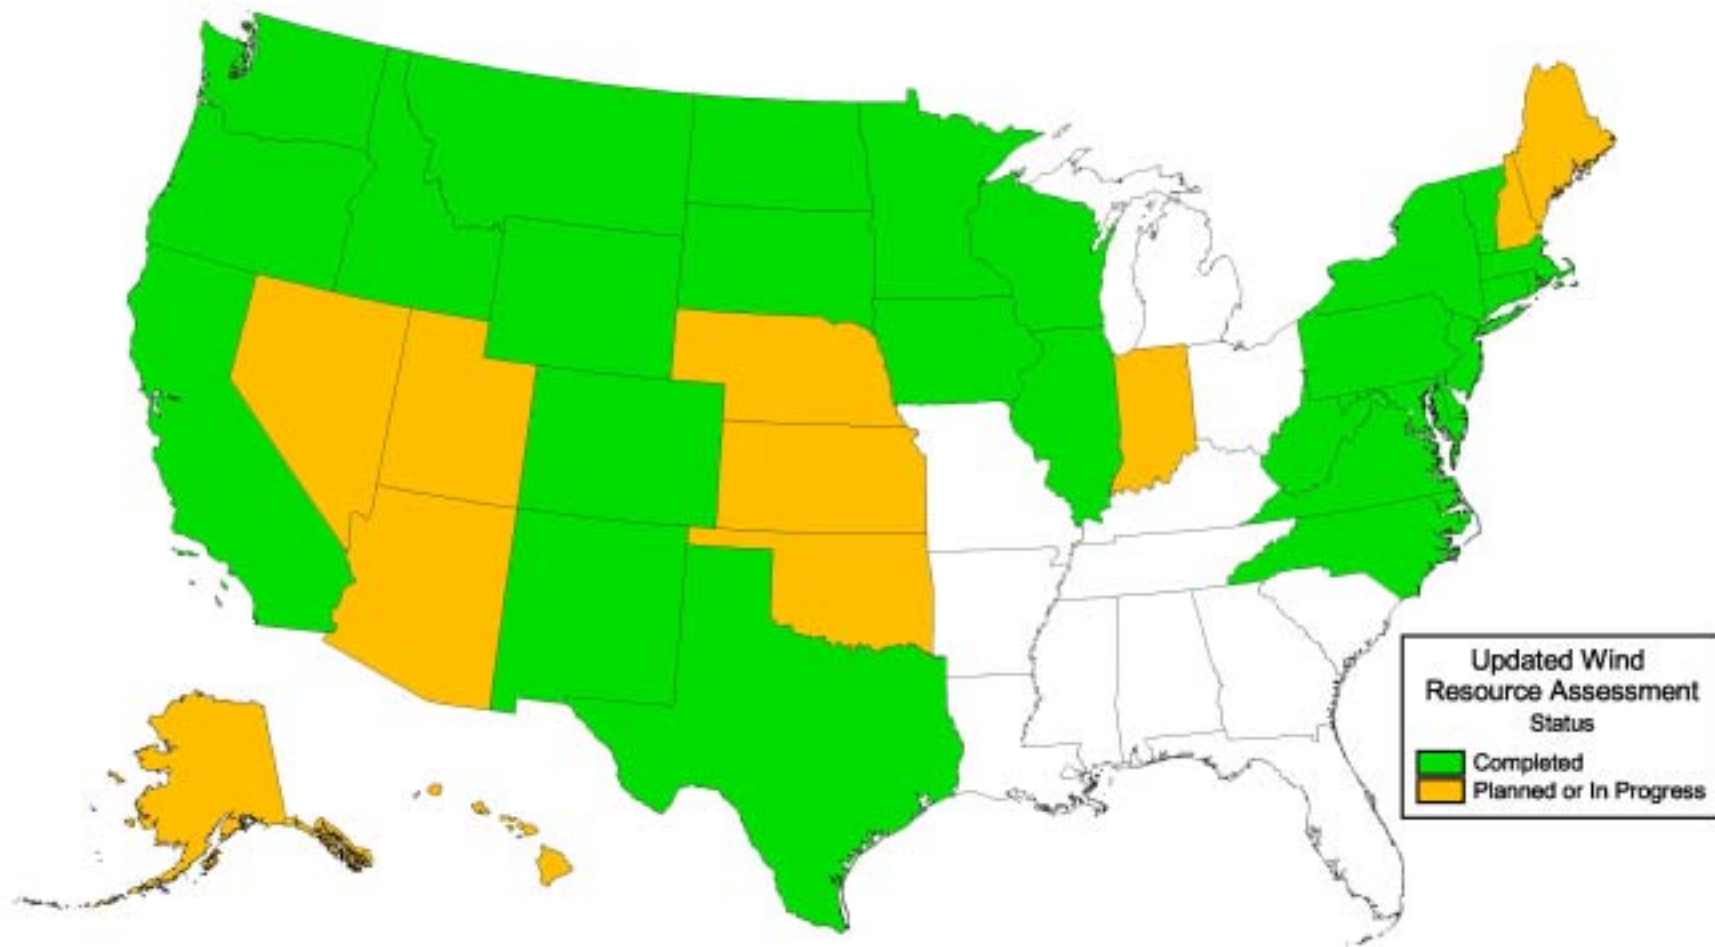 Updated Wind
Resource Assessment
Status
Completed
Planned or In Progress